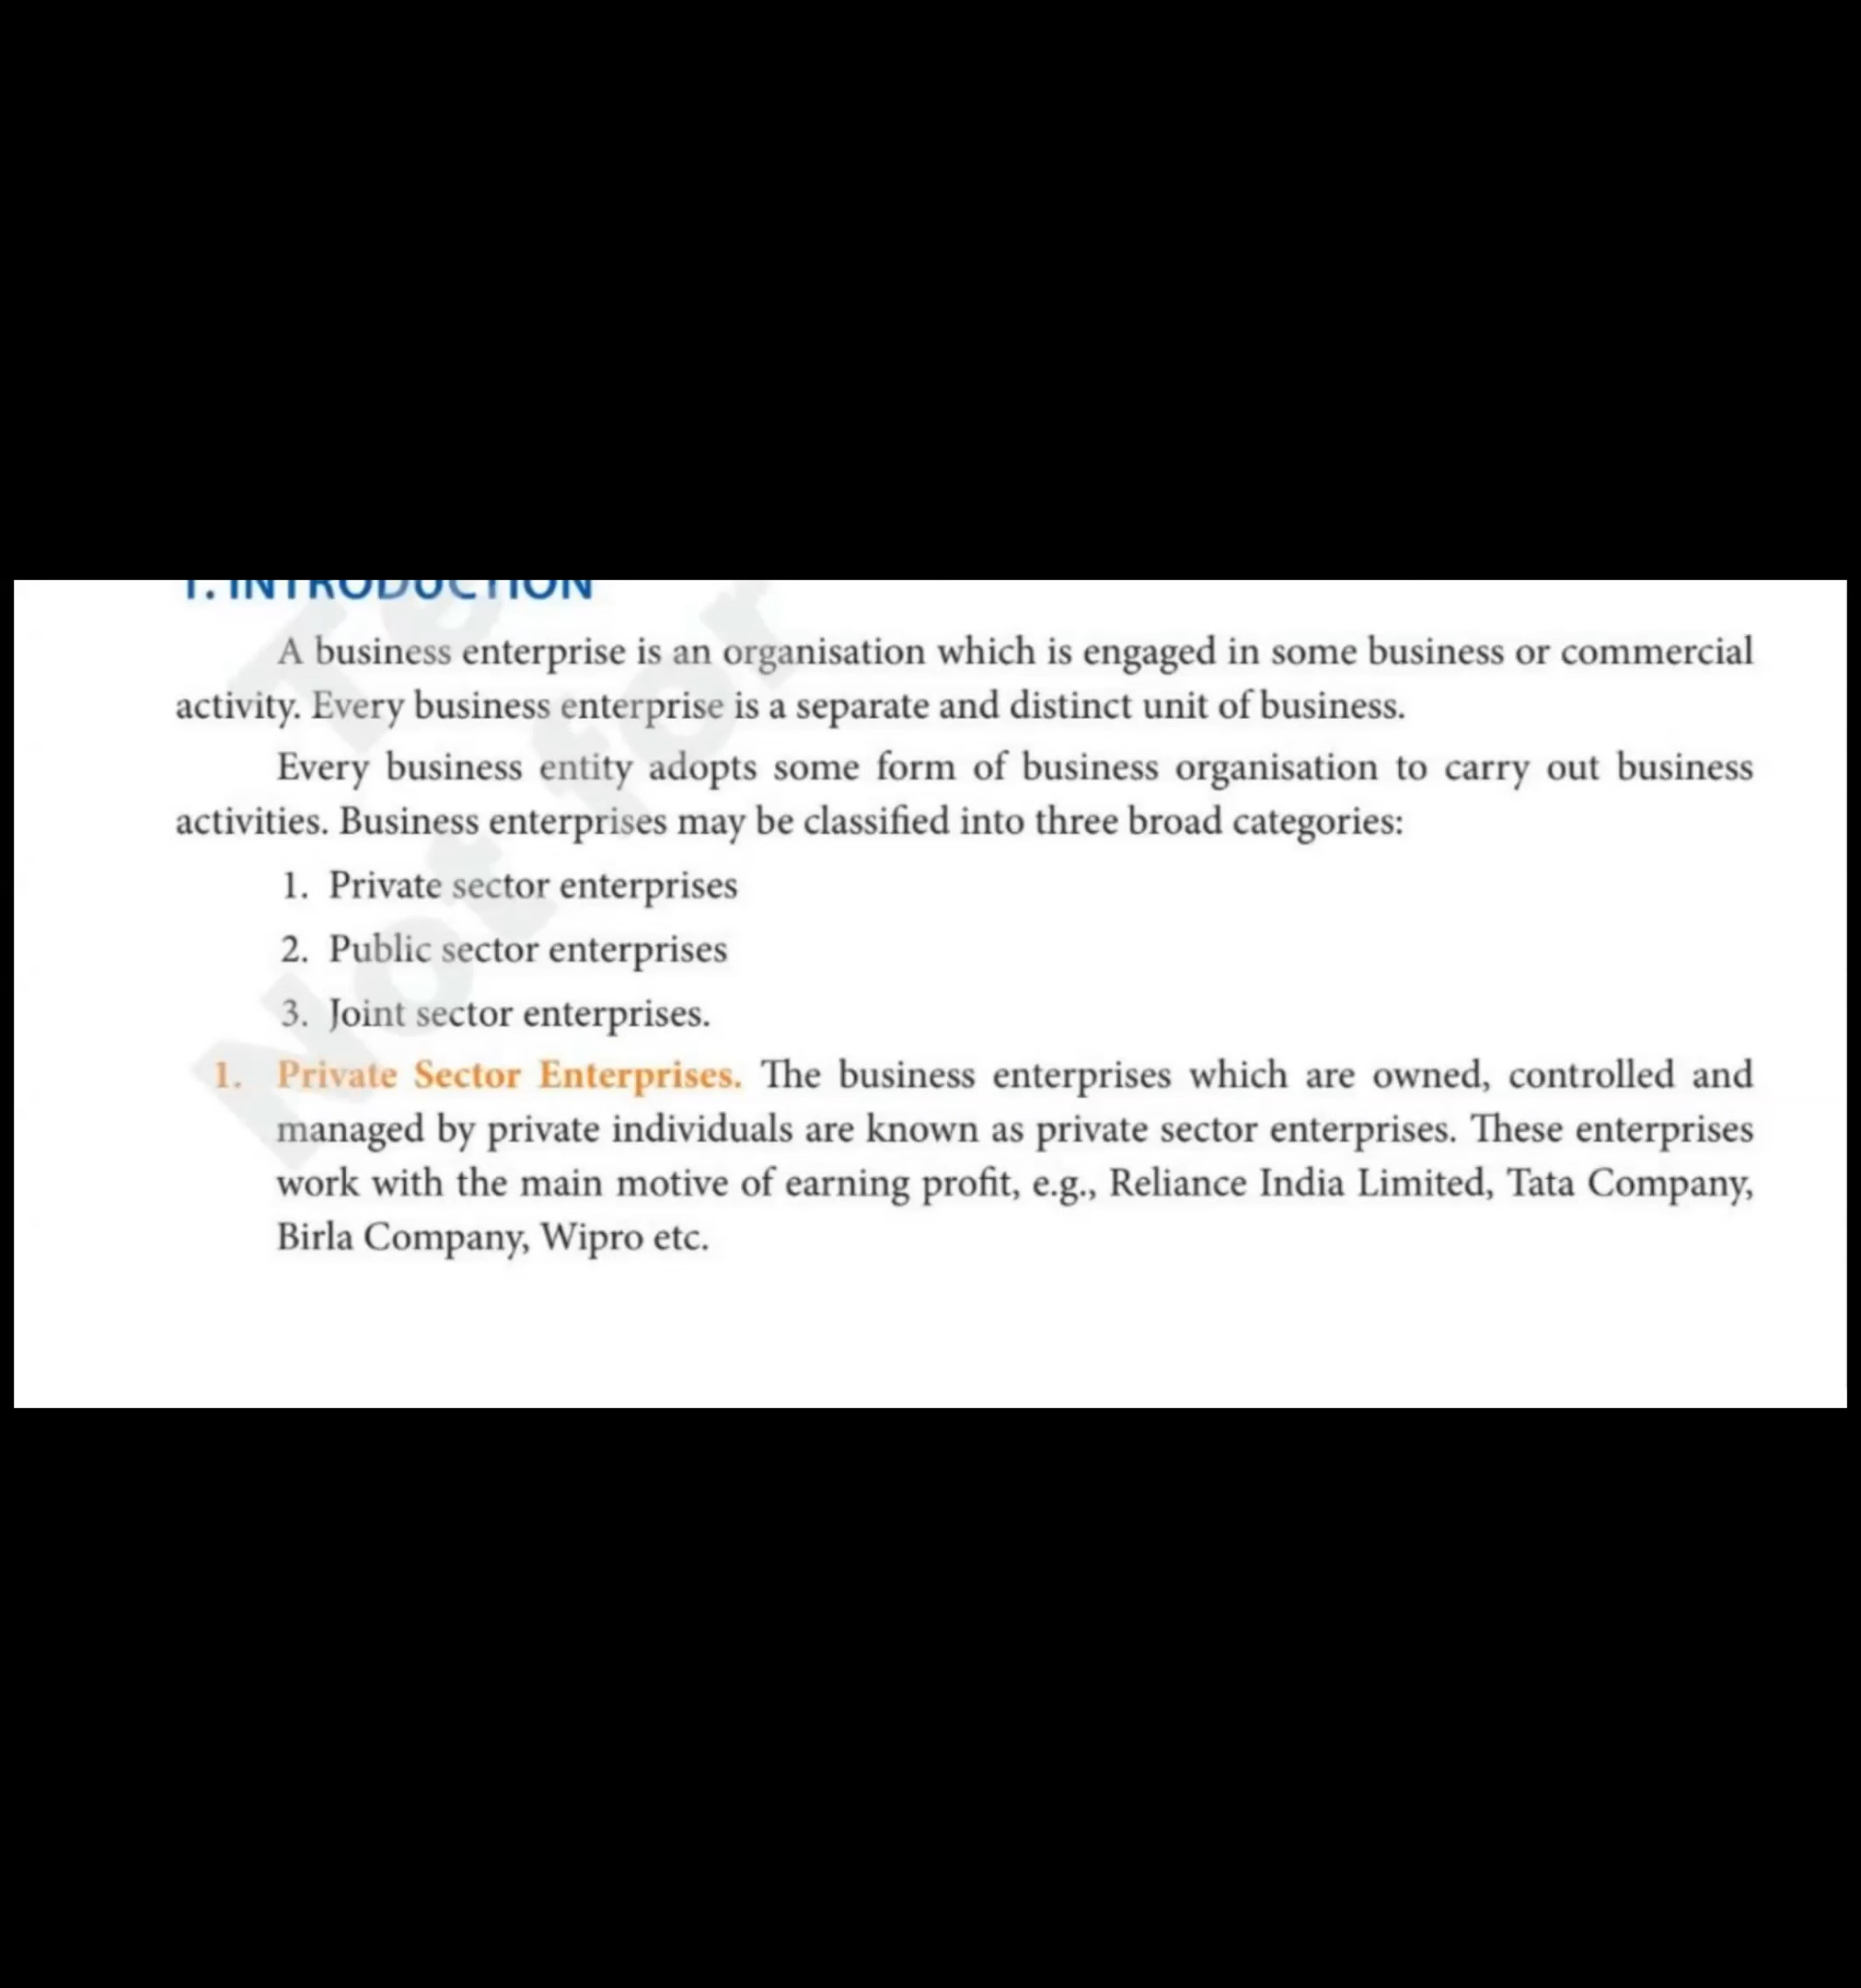 1. INTRODUCTION
A business enterprise is an organisation which is engaged in some business or commercial
activity. Every business enterprise is a separate and distinct unit of business.
Every business entity adopts some form of business organisation to carry out business
activities. Business enterprises may be classified into three broad categories:
1. Private sector enterprises
2. Public sector enterprises
3. Joint sector enterprises.
1. Private Sector Enterprises. The business enterprises which are owned, controlled and
managed by private individuals are known as private sector enterprises. These enterprises
work with the main motive of earning profit, e.g., Reliance India Limited, Tata Company,
Birla Company, Wipro etc.
Not for